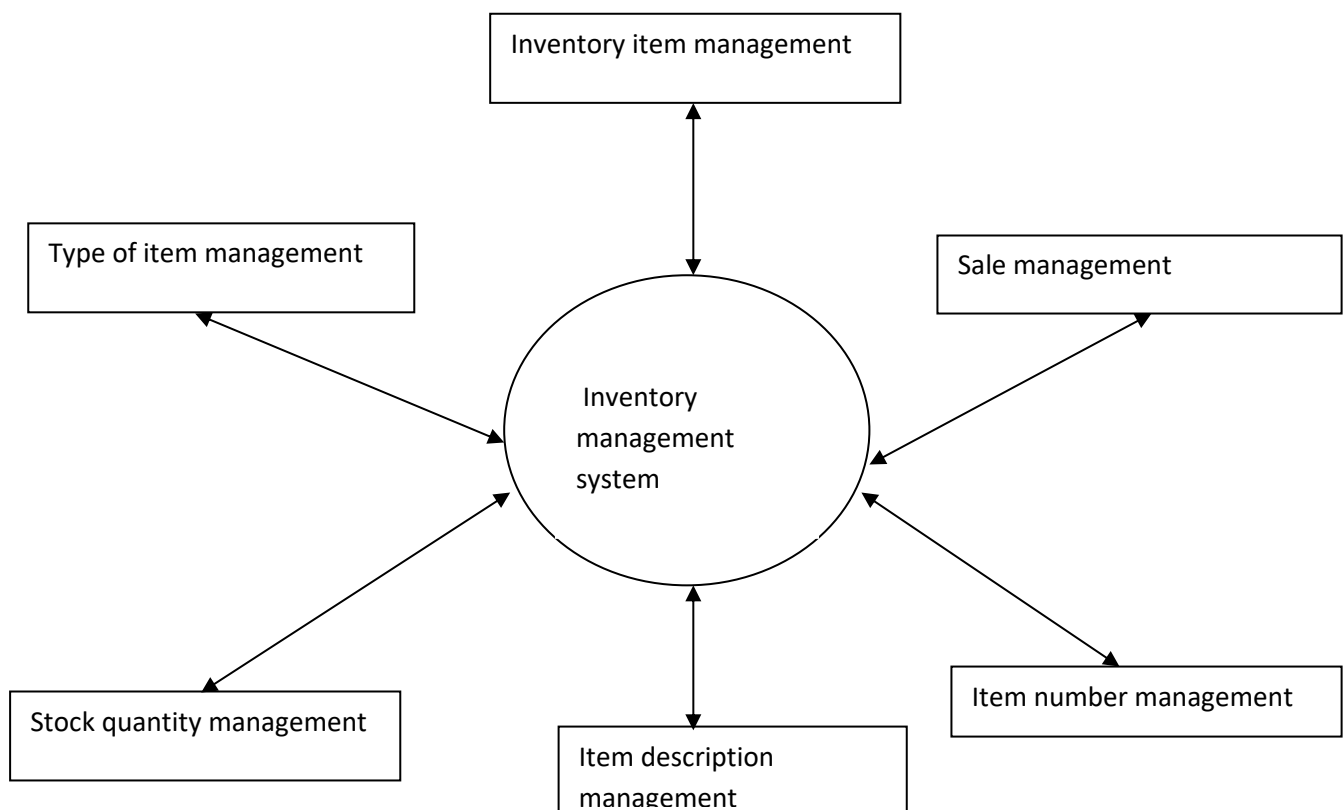 Inventory item management
Type of item management
Sale management
Inventory
management
system
Stock quantity management
Item number management
Item description
management